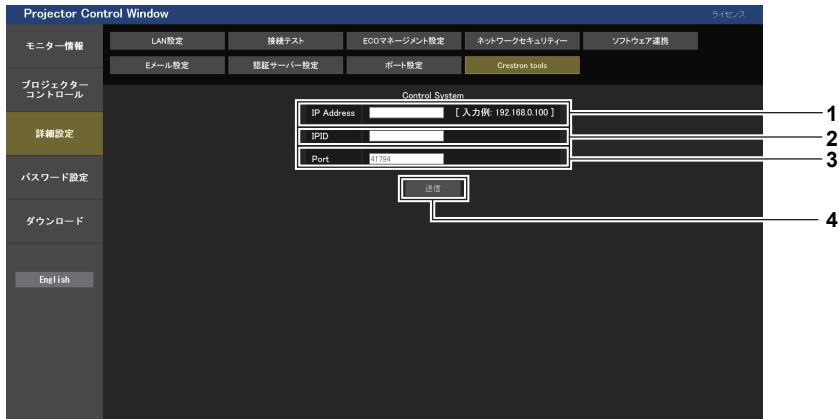 Projector Control Window
ライセンス
モニター情報
プロジェクター
コントロール
詳細設定
パスワード設定
ダウンロード
English
LAN設定 接続テスト ECOマネージメント設定 ネットワークセキュリティー ソフトウェア連携
Eメール設定 認証サーバー設定 ポート設定 Crestron tools
Control System
IP Address [ 入力例: 192.168.0.100 ] 1
IPID 2
Port 41794 3
送信 4